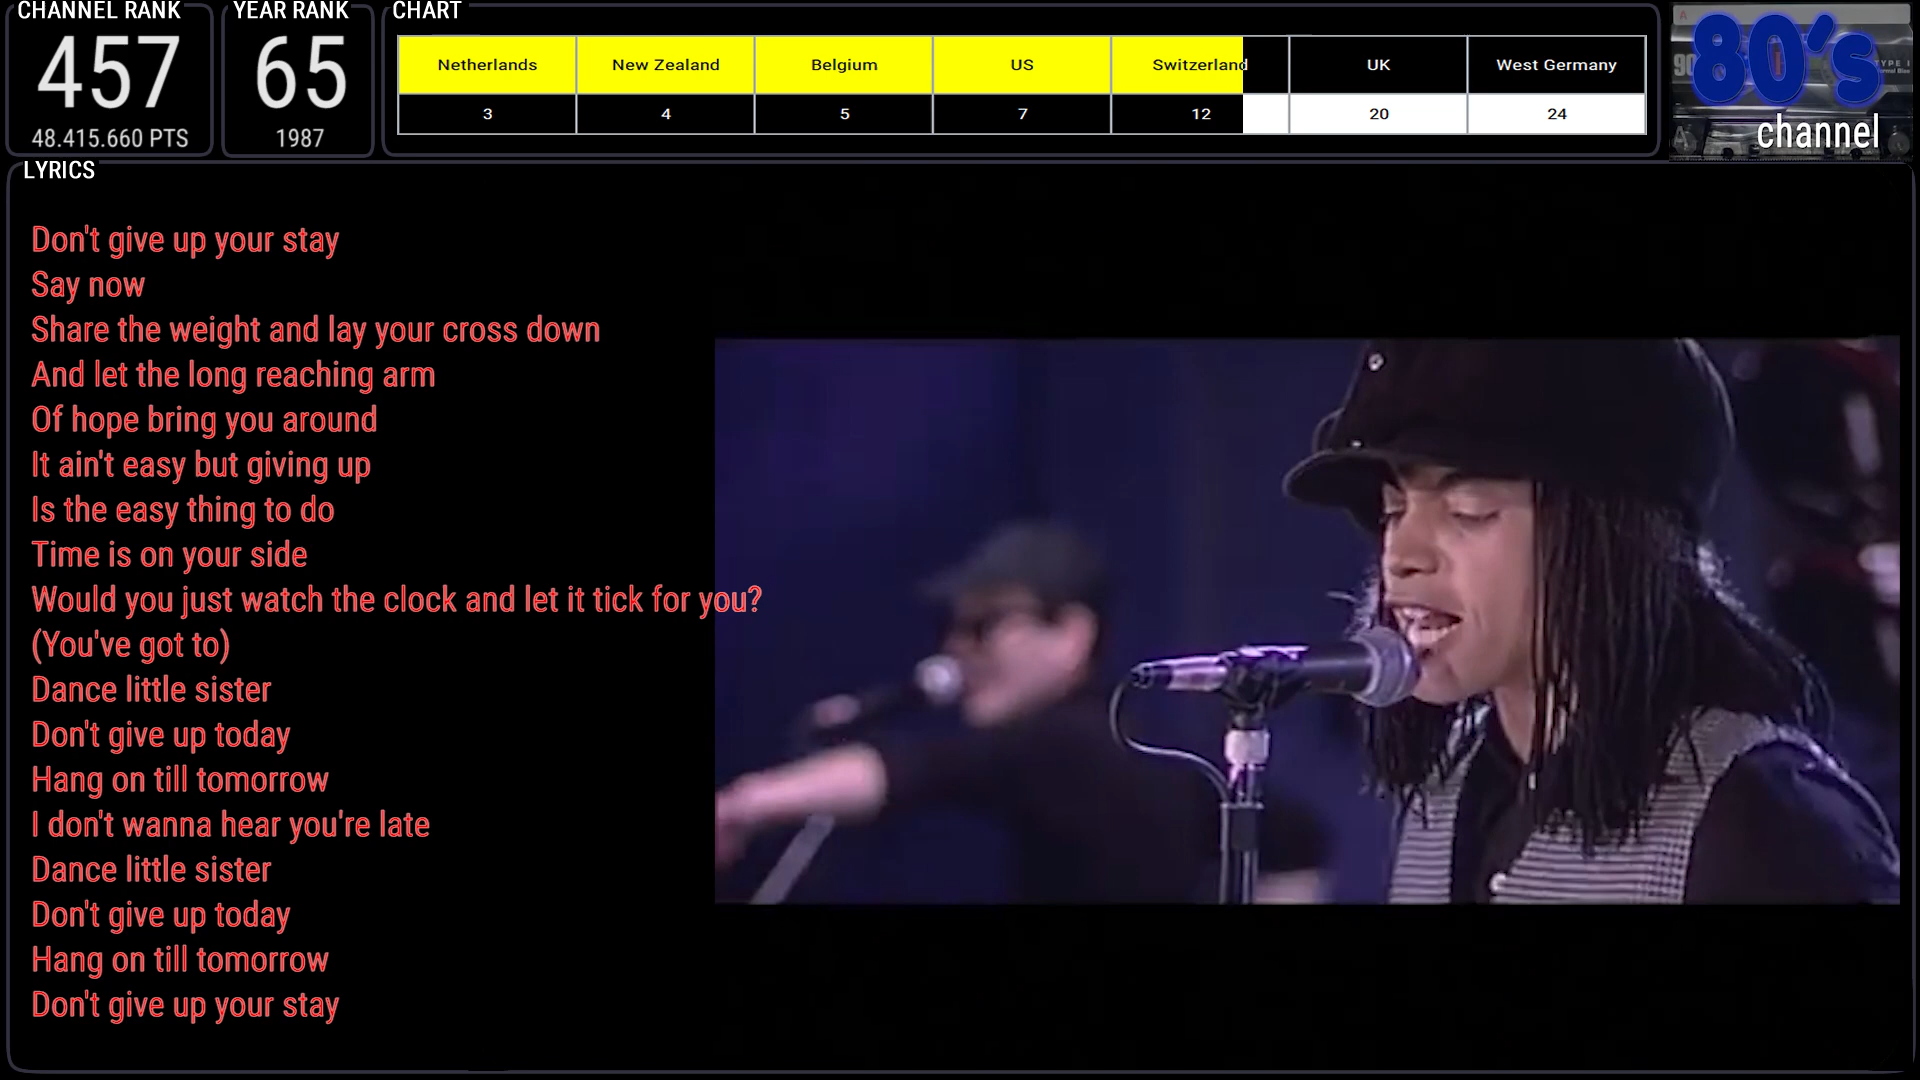 CHANNEL RANK
457
48.415.660 PTS
YEAR RANK
65
1987
CHART
Netherlands New Zealand Belgium US Switzerland UK West Germany
3 4 5 7 12 20 24
A
90
TYPE I
80's
channel
A
LYRICS
Don't give up your stay
Say now
Share the weight and lay your cross down
And let the long reaching arm
Of hope bring you around
It ain't easy but giving up
Is the easy thing to do
Time is on your side
Would you just watch the clock and let it tick for you?
(You've got to)
Dance little sister
Don't give up today
Hang on till tomorrow
I don't wanna hear you're late
Dance little sister
Don't give up today
Hang on till tomorrow
Don't give up your stay